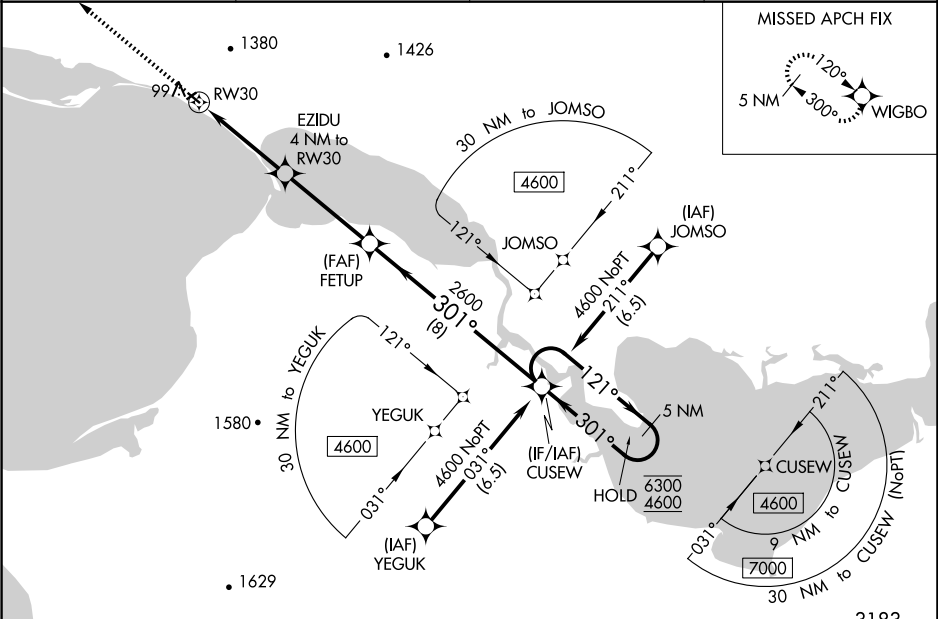 MISSED APCH FIX
120°
5 NM
300°
WIGBO
1380
1426
991
RW30
EZIDU
4 NM to
RW30
30 NM to JOMSO
4600
211°
121°
JOMSO
(IAF)
JOMSO
4600 NoPT
211°
(6.5)
(FAF)
FETUP
2600
301°
(8)
30 NM to YEGUK
121°
YEGUK
4600
031°
1580
4600 NoPT
031°
(6.5)
(IAF)
YEGUK
121°
301°
5 NM
(IF/IAF)
CUSEW
HOLD
6300
4600
211°
CUSEW
4600
031°
9 NM to CUSEW
7000
30 NM to CUSEW (NoPT)
1629